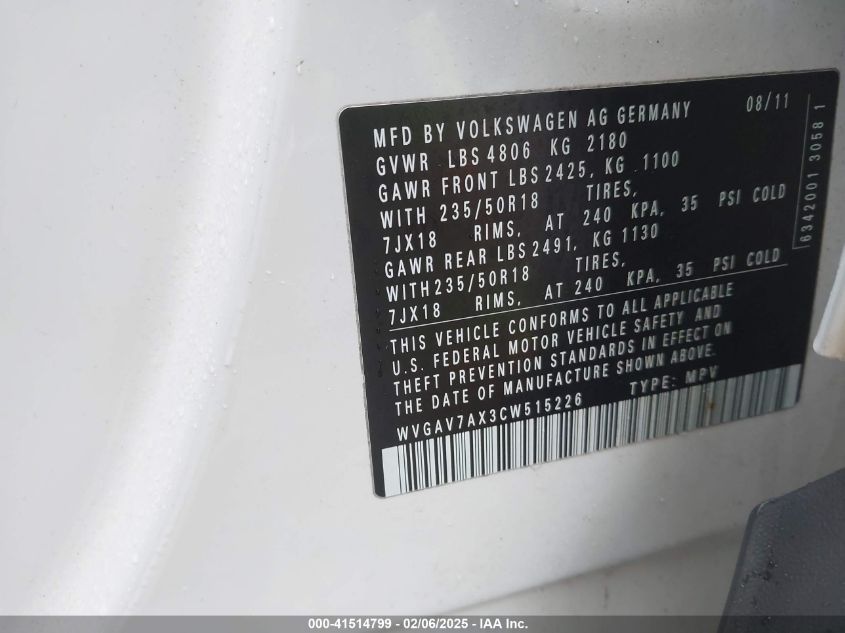 MFD BY VOLKSWAGEN AG GERMANY 08/11
GVWR LBS 4806 KG 2180
GAWR FRONT LBS 2425, KG 1100
WITH 235/50R18 TIRES,
7JX18 RIMS, AT 240 KPA, 35 PSI COLD
GAWR REAR LBS 2491, KG 1130
WITH 235/50R18 TIRES,
7JX18 RIMS, AT 240 KPA, 35 PSI COLD
THIS VEHICLE CONFORMS TO ALL APPLICABLE
U.S. FEDERAL MOTOR VEHICLE SAFETY AND
THEFT PREVENTION STANDARDS IN EFFECT ON
THE DATE OF MANUFACTURE SHOWN ABOVE.
WVGAV7AX3CW515226 TYPE: MPV
6342001 3058 1
000-41514799 - 02/06/2025 - IAA Inc.